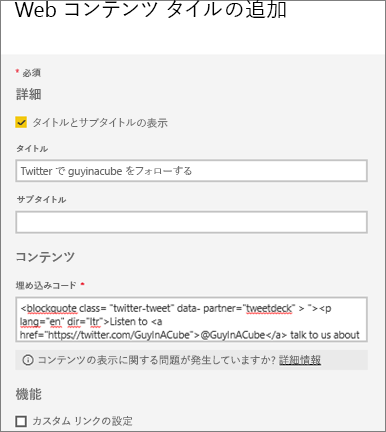 Web コンテンツ タイルの追加
* 必須
詳細
タイトルとサブタイトルの表示
タイトル
Twitter で guyinacube をフォローする
サブタイトル
コンテンツ
埋め込みコード *
<blockquote class= "twitter-tweet" data- partner="tweetdeck" > "><p
lang="en" dir="ltr">Listen to <a
href="https://twitter.com/GuyInACube">@GuyInACube</a> talk to us about
コンテンツの表示に関する問題が発生していますか? 詳細情報
機能
カスタム リンクの設定